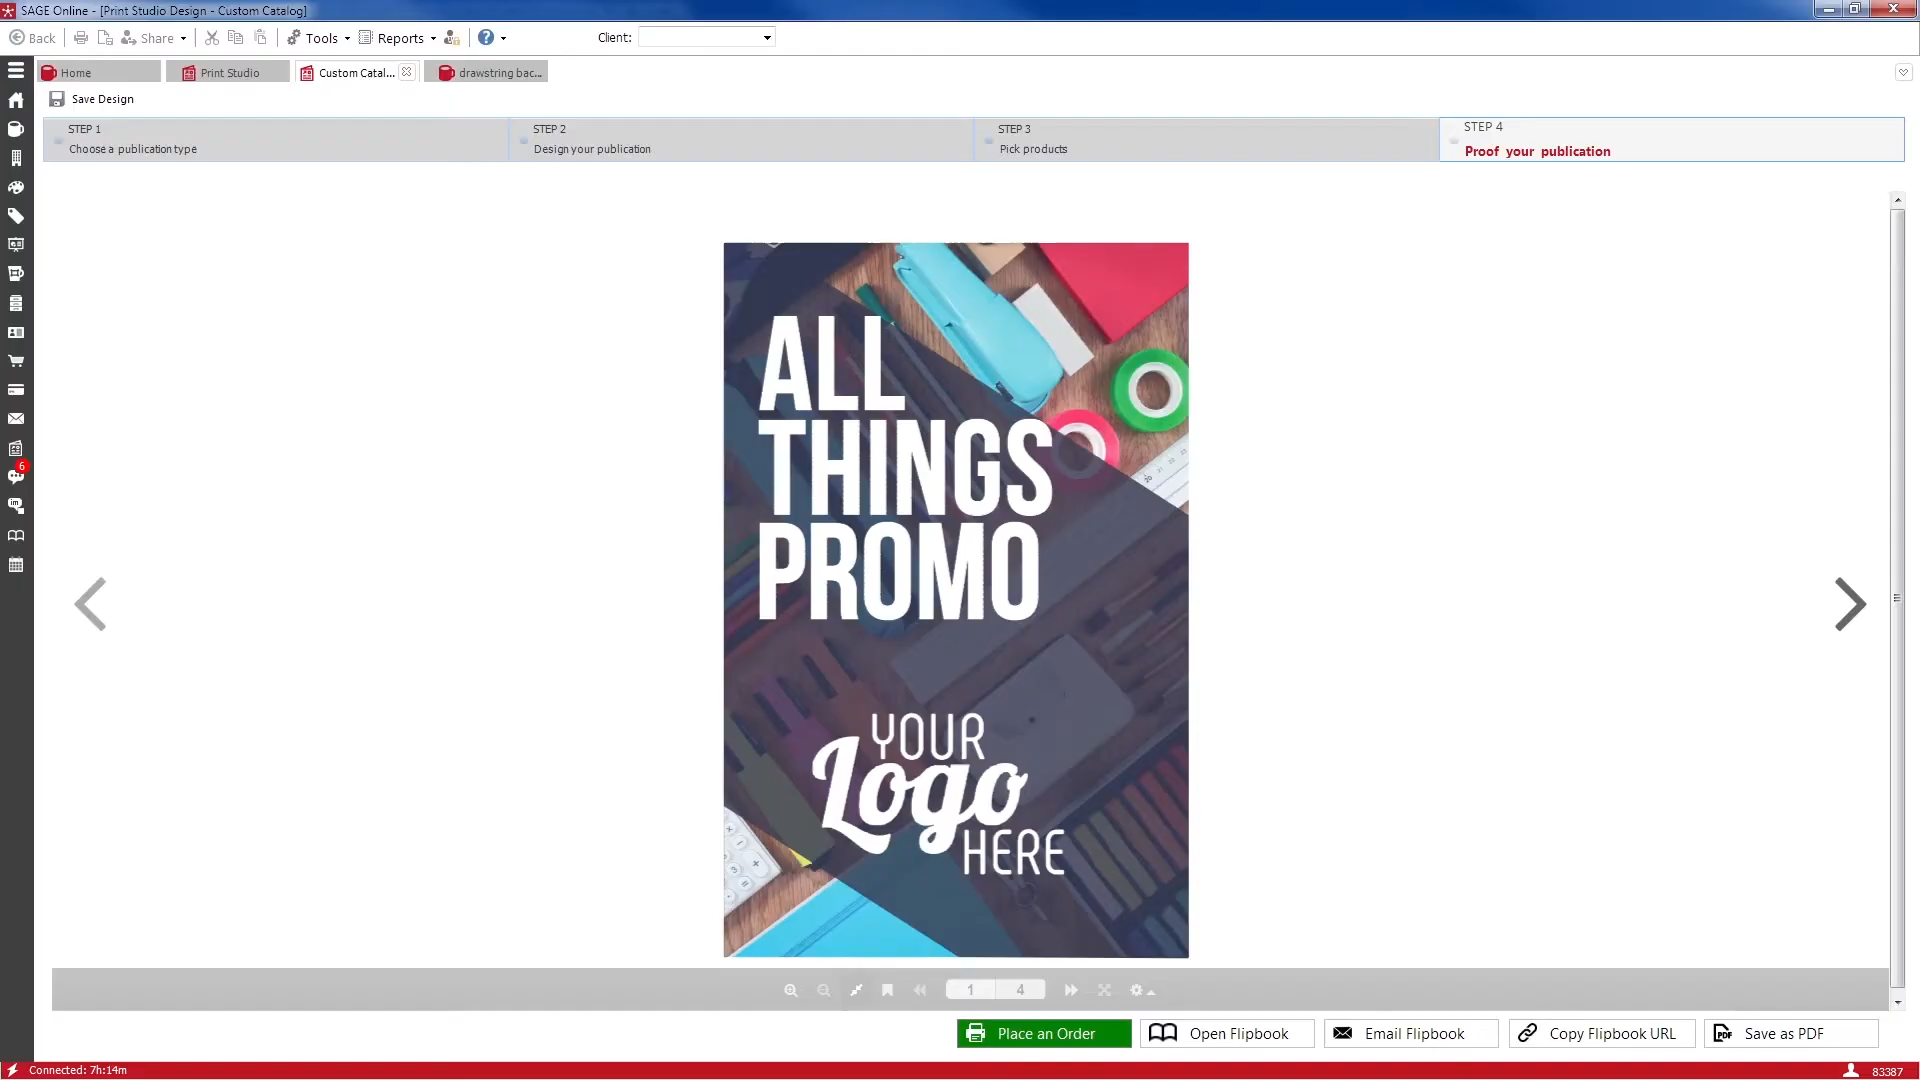 SAGE Online - [Print Studio Design - Custom Catalog]
Back
Share
Tools
Reports
Client:
Home
Print Studio
Custom Catal...
drawstring bac...
Save Design
STEP 1
Choose a publication type
STEP 2
Design your publication
STEP 3
Pick products
STEP 4
Proof your publication
6
ALL
THINGS
PROMO
YOUR
Logo
HERE
1 4
Place an Order
Open Flipbook
Email Flipbook
Copy Flipbook URL
PDF
Save as PDF
Connected: 7h:14m
83387